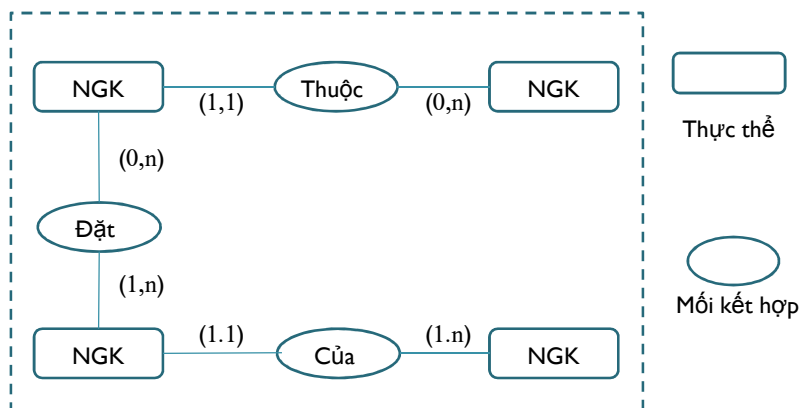 NGK
Thuộc
NGK
(1,1)
(0,n)
Thực thể
(0,n)
Đặt
(1,n)
Mối kết hợp
(1.1)
(1.n)
NGK
Của
NGK